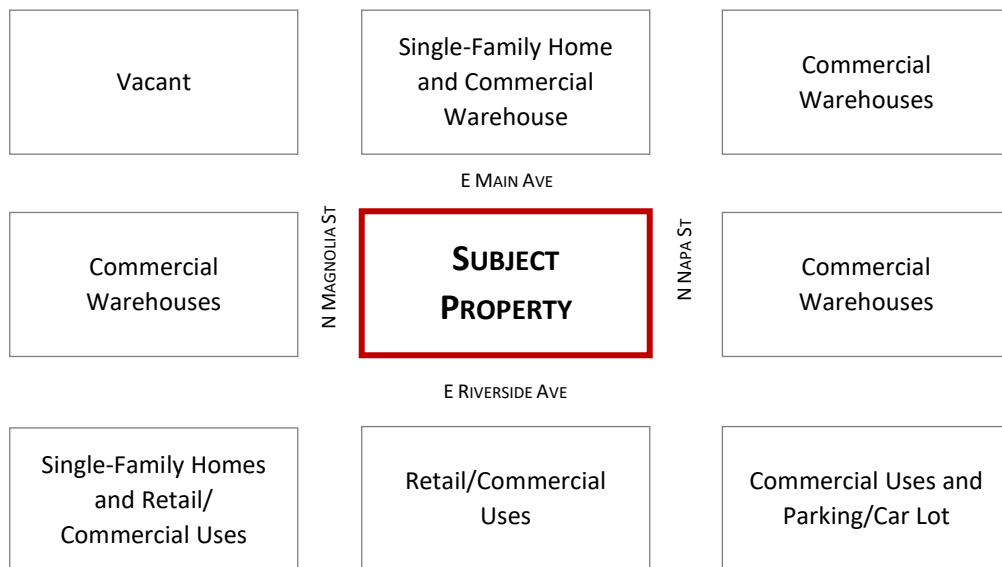 Vacant
Single-Family Home
and Commercial
Warehouse
Commercial
Warehouses
E MAIN AVE
Commercial
Warehouses
N MAGNOLIA ST
SUBJECT
PROPERTY
N NAPA ST
Commercial
Warehouses
E RIVERSIDE AVE
Single-Family Homes
and Retail/
Commercial Uses
Retail/Commercial
Uses
Commercial Uses and
Parking/Car Lot